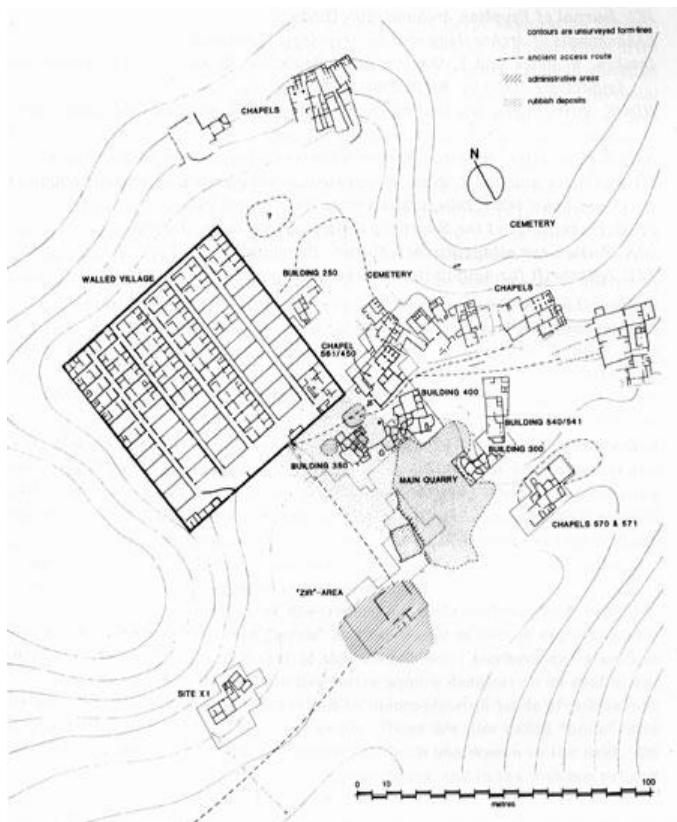 contours are unsurveyed form-lines
ancient access route
administrative areas
rubbish deposits
CHAPELS
N
CEMETERY
?
WALLED VILLAGE
BUILDING 250
CEMETERY
CHAPELS
CHAPEL
561/450
BUILDING 400
BUILDING 540/541
BUILDING 300
BUILDING 350
MAIN QUARRY
CHAPELS 570 & 571
"ZIR"-AREA
SITE X1
0 10 100
metres